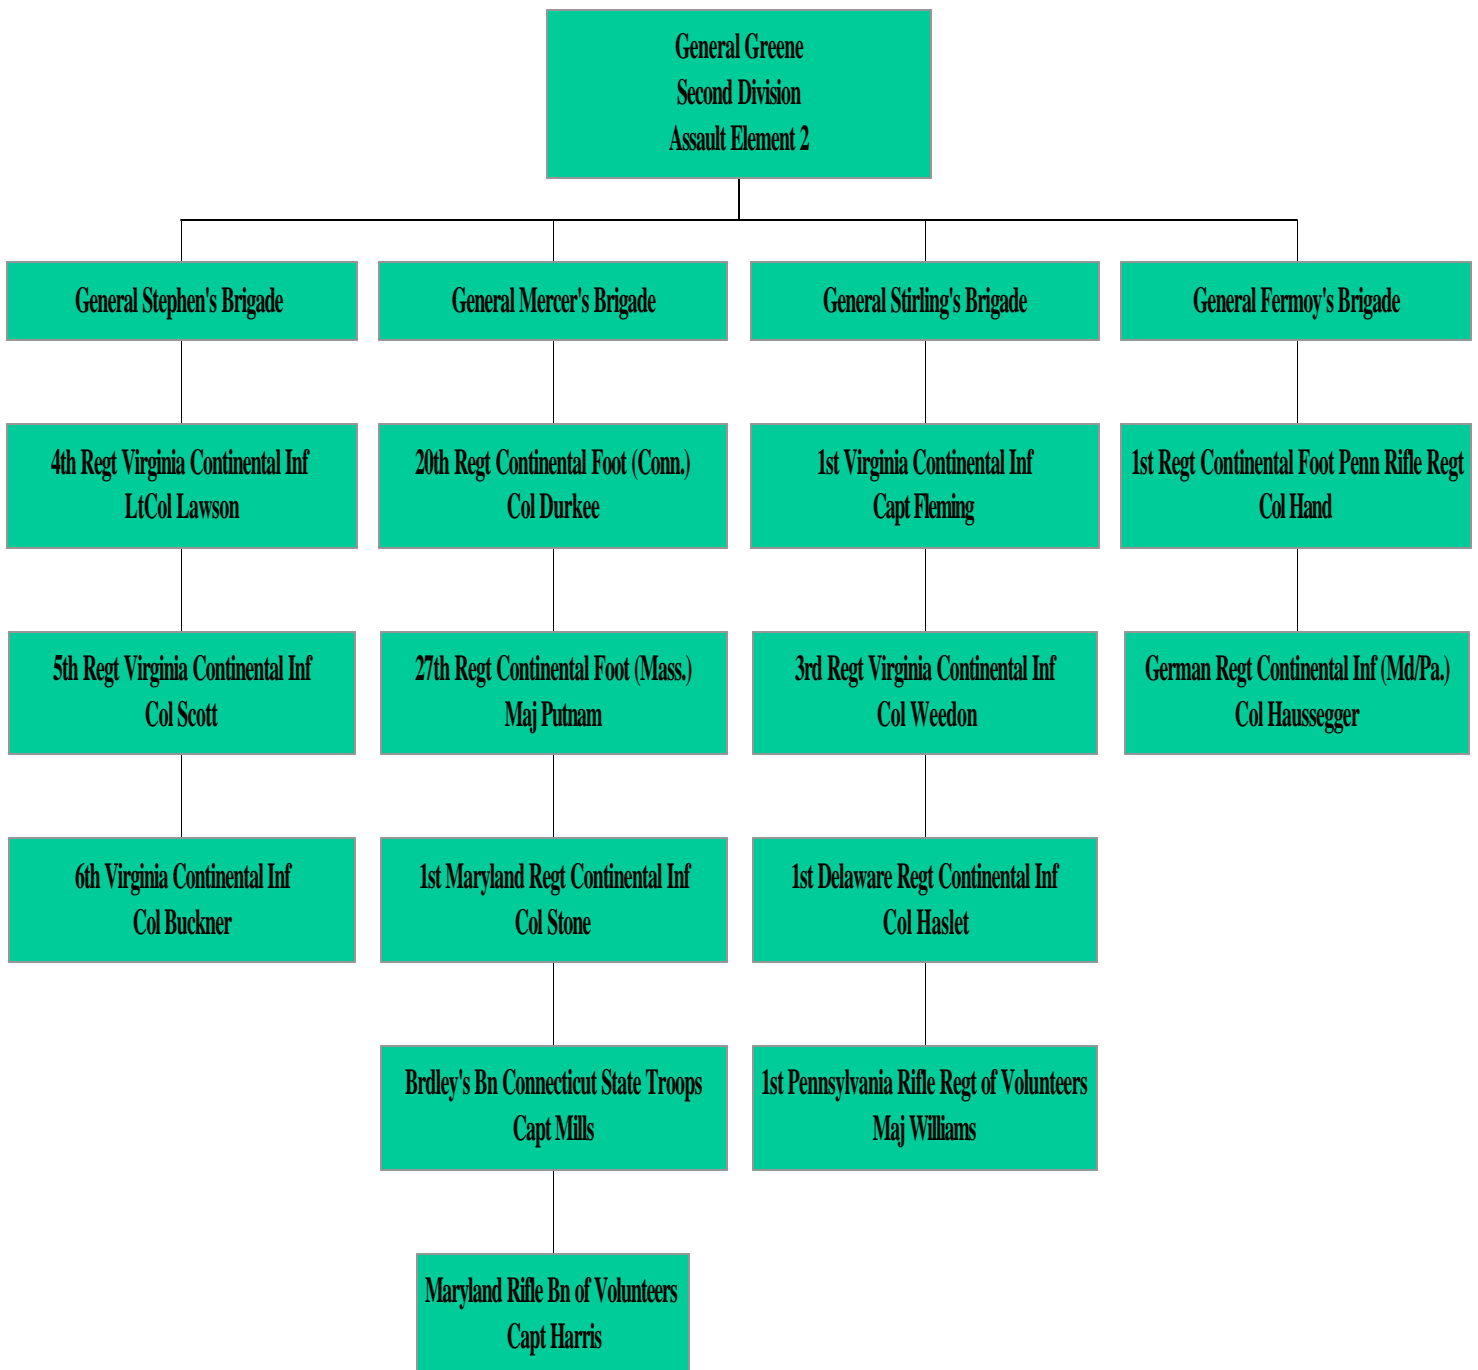 General Greene
Second Division
Assault Element 2
General Stephen's Brigade
General Mercer's Brigade
General Stirling's Brigade
General Fermoy's Brigade
4th Regt Virginia Continental Inf
LtCol Lawson
20th Regt Continental Foot (Conn.)
Col Durkee
1st Virginia Continental Inf
Capt Fleming
1st Regt Continental Foot Penn Rifle Regt
Col Hand
5th Regt Virginia Continental Inf
Col Scott
27th Regt Continental Foot (Mass.)
Maj Putnam
3rd Regt Virginia Continental Inf
Col Weedon
German Regt Continental Inf (Md/Pa.)
Col Haussegger
6th Virginia Continental Inf
Col Buckner
1st Maryland Regt Continental Inf
Col Stone
1st Delaware Regt Continental Inf
Col Haslet
Brdley's Bn Connecticut State Troops
Capt Mills
1st Pennsylvania Rifle Regt of Volunteers
Maj Williams
Maryland Rifle Bn of Volunteers
Capt Harris